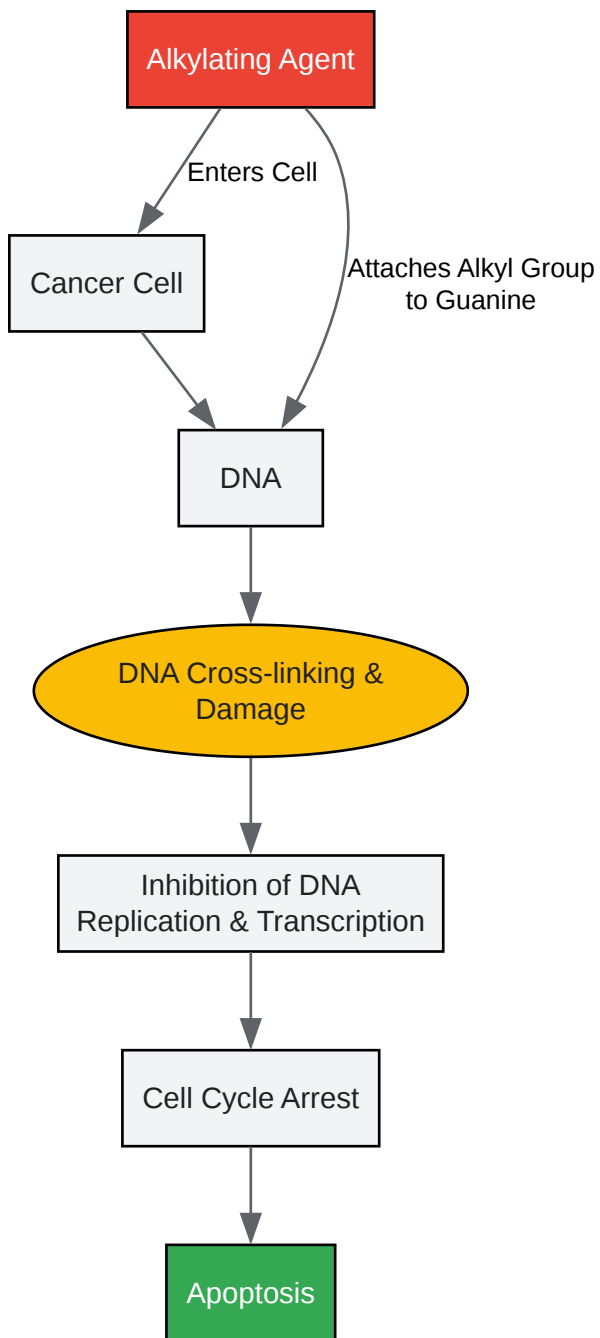 Alkylating Agent
Enters Cell
Cancer Cell
Attaches Alkyl Group
to Guanine
DNA
DNA Cross-linking &
Damage
Inhibition of DNA
Replication & Transcription
Cell Cycle Arrest
Apoptosis